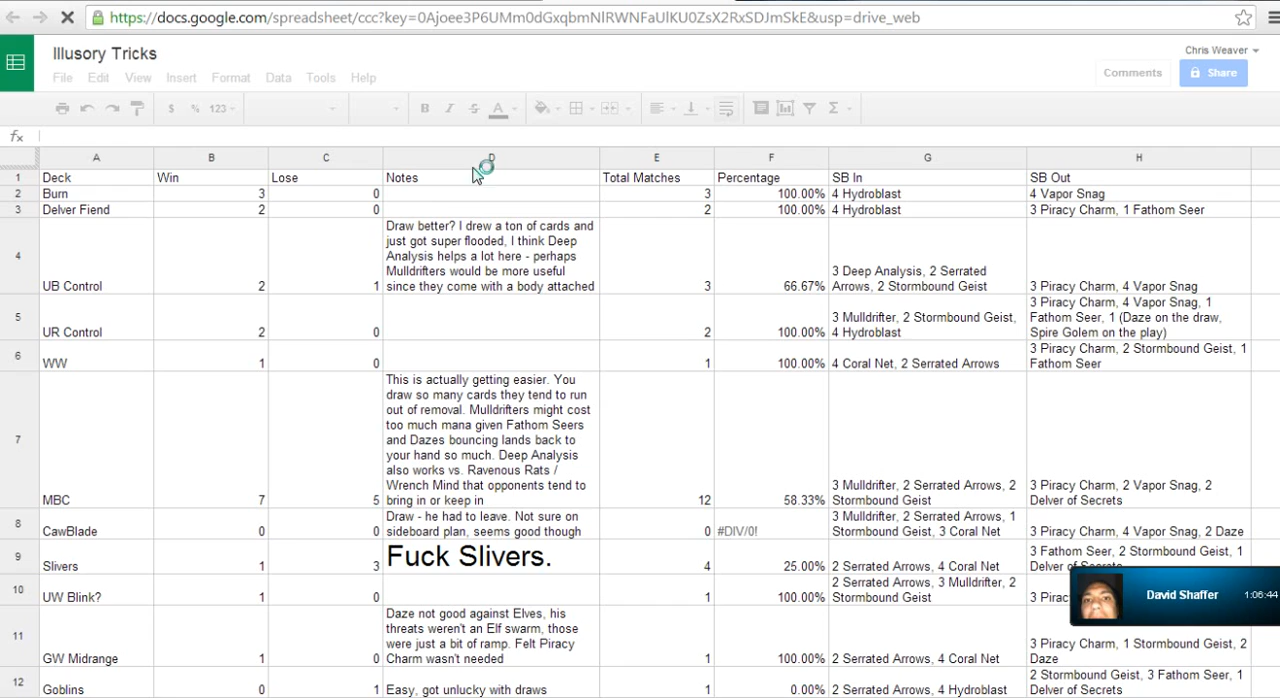 https://docs.google.com/spreadsheet/ccc?key=0Ajoee3P6UMm0dGxqbmNlRWNFaUlKU0ZsX2RxSDJmSkE&usp=drive_web
Illusory Tricks
Chris Weaver
File Edit View Insert Format Data Tools Help
Comments
Share
$ % 123 B I S A Σ
fx
A B C D E F G H
1 Deck Win Lose Notes Total Matches Percentage SB In SB Out
2 Burn 3 0 3 100.00% 4 Hydroblast 4 Vapor Snag
3 Delver Fiend 2 0 2 100.00% 4 Hydroblast 3 Piracy Charm, 1 Fathom Seer
Draw better? I drew a ton of cards and
just got super flooded, I think Deep
Analysis helps a lot here - perhaps
Mulldrifters would be more useful
since they come with a body attached
4 UB Control 2 1 3 66.67%
3 Deep Analysis, 2 Serrated
Arrows, 2 Stormbound Geist
3 Piracy Charm, 4 Vapor Snag
5 UR Control 2 0 2 100.00%
3 Mulldrifter, 2 Stormbound Geist,
4 Hydroblast
3 Piracy Charm, 4 Vapor Snag, 1
Fathom Seer, 1 (Daze on the draw,
Spire Golem on the play)
6 WW 1 0 1 100.00% 4 Coral Net, 2 Serrated Arrows
3 Piracy Charm, 2 Stormbound Geist, 1
Fathom Seer
This is actually getting easier. You
draw so many cards they tend to run
out of removal. Mulldrifters might cost
too much mana given Fathom Seers
and Dazes bouncing lands back to
your hand so much. Deep Analysis
also works vs. Ravenous Rats /
Wrench Mind that opponents tend to
bring in or keep in
7 MBC 7 5 12 58.33%
3 Mulldrifter, 2 Serrated Arrows, 2
Stormbound Geist
3 Piracy Charm, 2 Vapor Snag, 2
Delver of Secrets
Draw - he had to leave. Not sure on
sideboard plan, seems good though
8 CawBlade 0 0 0 #DIV/0!
3 Mulldrifter, 2 Serrated Arrows, 1
Stormbound Geist, 3 Coral Net
3 Piracy Charm, 4 Vapor Snag, 2 Daze
9 Slivers 1 3 Fuck Slivers. 4 25.00% 2 Serrated Arrows, 4 Coral Net
3 Fathom Seer, 2 Stormbound Geist, 1
Delver of
10 UW Blink? 1 0 1 100.00%
2 Serrated Arrows, 3 Mulldrifter, 2
Stormbound Geist
3
David Shaffer 1:06:44
Daze not good against Elves, his
threats weren't an Elf swarm, those
were just a bit of ramp. Felt Piracy
Charm wasn't needed
11 GW Midrange 1 0 1 100.00% 2 Serrated Arrows, 4 Coral Net
3 Piracy Charm, 1 Stormbound Geist, 2
Daze
12 Goblins 0 1 Easy, got unlucky with draws 1 0.00% 2 Serrated Arrows, 4 Hydroblast
2 Stormbound Geist, 3 Fathom Seer, 1
Delver of Secrets